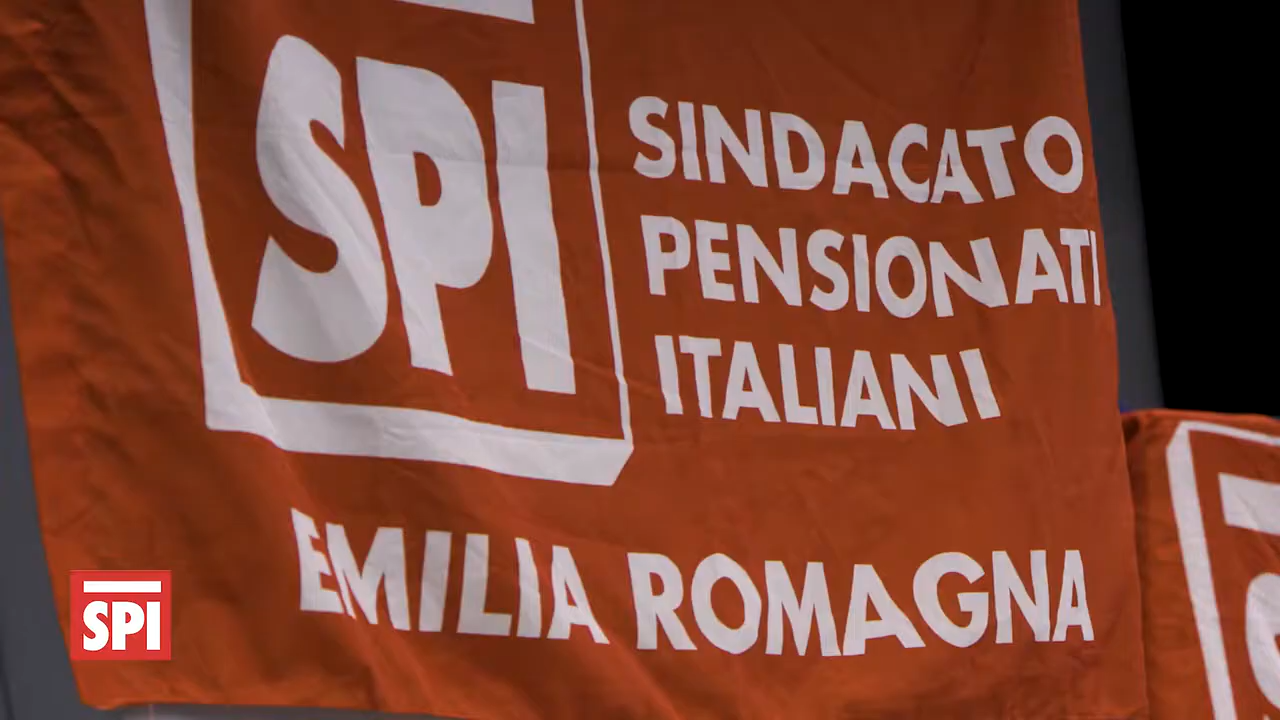 SPI
SINDACATO
PENSIONATI
ITALIANI
EMILIA ROMAGNA
SPI